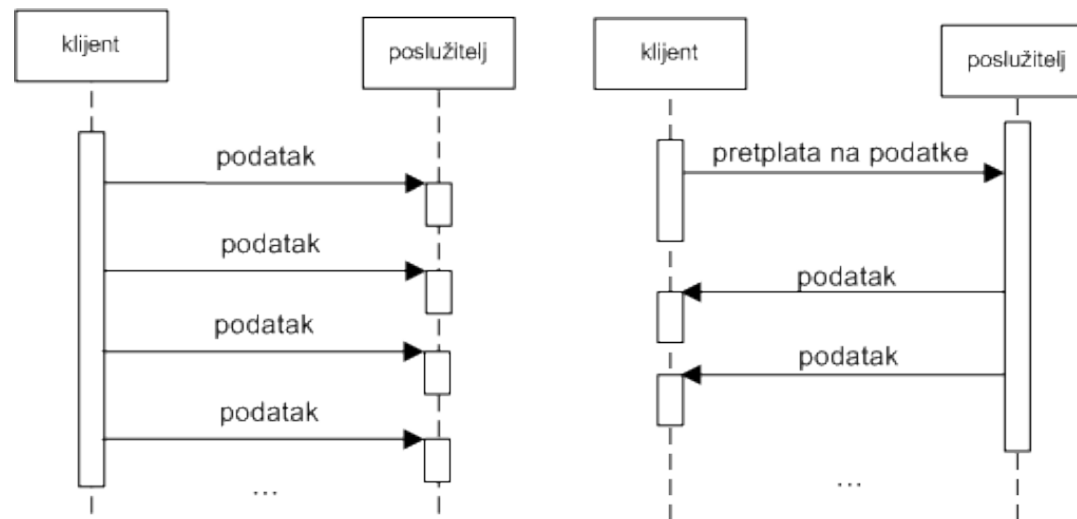 klijent
poslužitelj
podatak
podatak
podatak
podatak
...
klijent
poslužitelj
pretplata na podatke
podatak
podatak
...